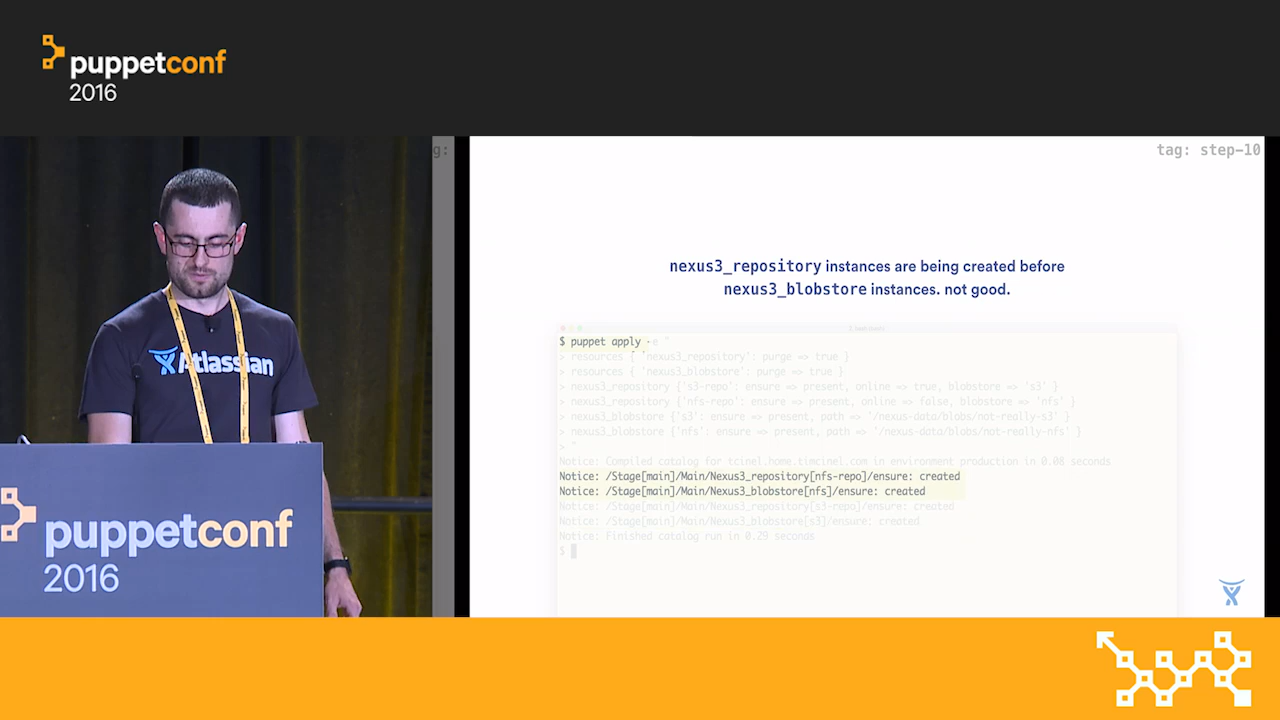 puppetconf
2016
g:
tag: step-10
nexus3_repository instances are being created before
nexus3_blobstore instances. not good.
$ puppet apply -e "
> resources { 'nexus3_repository': purge => true }
> resources { 'nexus3_blobstore': purge => true }
> nexus3_repository {'s3-repo': ensure => present, online => true, blobstore => 's3' }
> nexus3_repository {'nfs-repo': ensure => present, online => false, blobstore => 'nfs' }
> nexus3_blobstore {'s3': ensure => present, path => '/nexus-data/blobs/not-really-s3' }
> nexus3_blobstore {'nfs': ensure => present, path => '/nexus-data/blobs/not-really-nfs' }
> "
Notice: Compiled catalog for tcinel.home.timcinel.com in environment production in 0.08 seconds
Notice: /Stage[main]/Main/Nexus3_repository[nfs-repo]/ensure: created
Notice: /Stage[main]/Main/Nexus3_blobstore[nfs]/ensure: created
Notice: /Stage[main]/Main/Nexus3_repository[s3-repo]/ensure: created
Notice: /Stage[main]/Main/Nexus3_blobstore[s3]/ensure: created
Notice: Finished catalog run in 0.29 seconds
$
Atlassian
puppetconf
2016